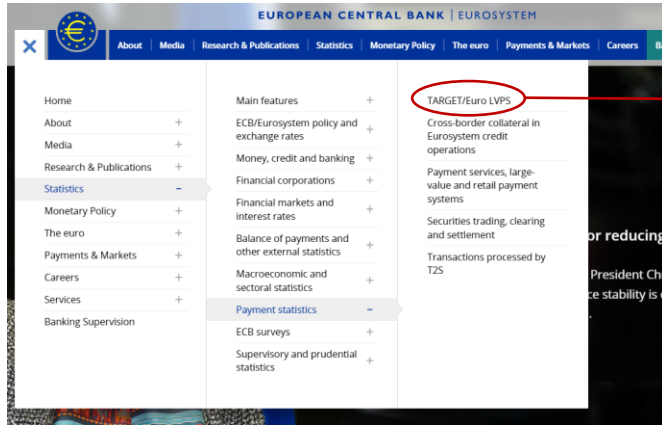 EUROPEAN CENTRAL BANK | EUROSYSTEM
About | Media | Research & Publications | Statistics | Monetary Policy | The euro | Payments & Markets | Careers
Home
About +
Media +
Research & Publications +
Statistics –
Monetary Policy +
The euro +
Payments & Markets +
Careers +
Services +
Banking Supervision
Main features +
ECB/Eurosystem policy and +
exchange rates
Money, credit and banking +
Financial corporations +
Financial markets and +
interest rates
Balance of payments and +
other external statistics
Macroeconomic and +
sectoral statistics
Payment statistics –
ECB surveys +
Supervisory and prudential +
statistics
TARGET/Euro LVPS
Cross-border collateral in
Eurosystem credit
operations
Payment services, large-
value and retail payment
systems
Securities trading, clearing
and settlement
Transactions processed by
T2S
or reducing
President Ch
ce stability is